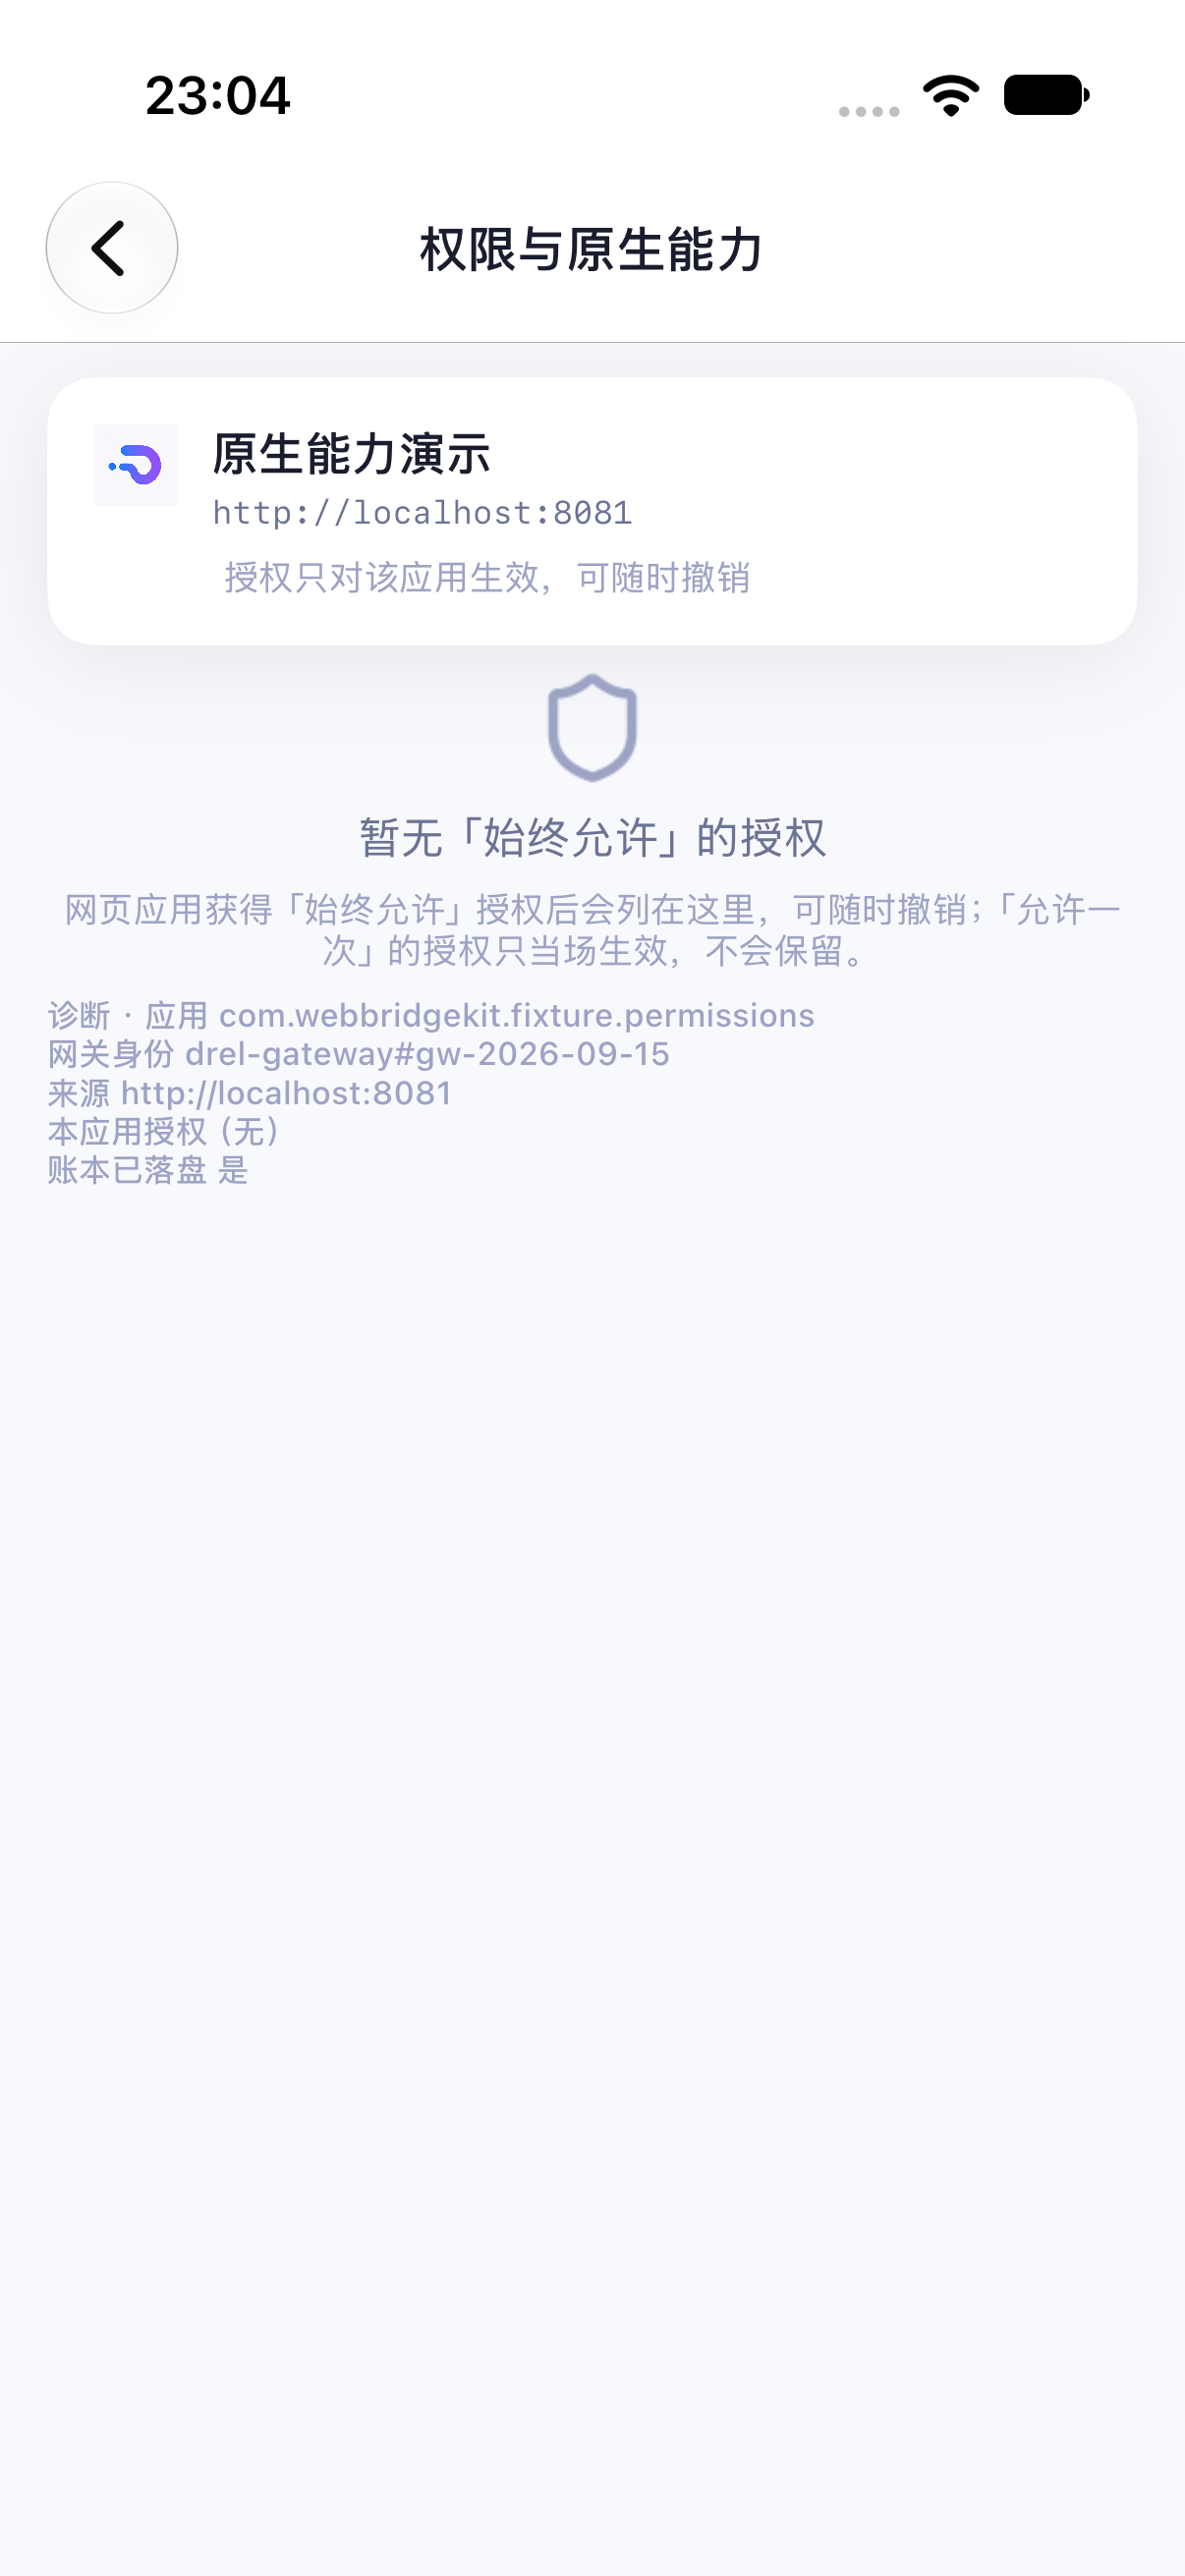 23:04
权限与原生能力
原生能力演示
http://localhost:8081
授权只对该应用生效，可随时撤销
暂无「始终允许」的授权
网页应用获得「始终允许」授权后会列在这里，可随时撤销；「允许一
次」的授权只当场生效，不会保留。
诊断 · 应用 com.webbridgekit.fixture.permissions
网关身份 drel-gateway#gw-2026-09-15
来源 http://localhost:8081
本应用授权（无）
账本已落盘 是